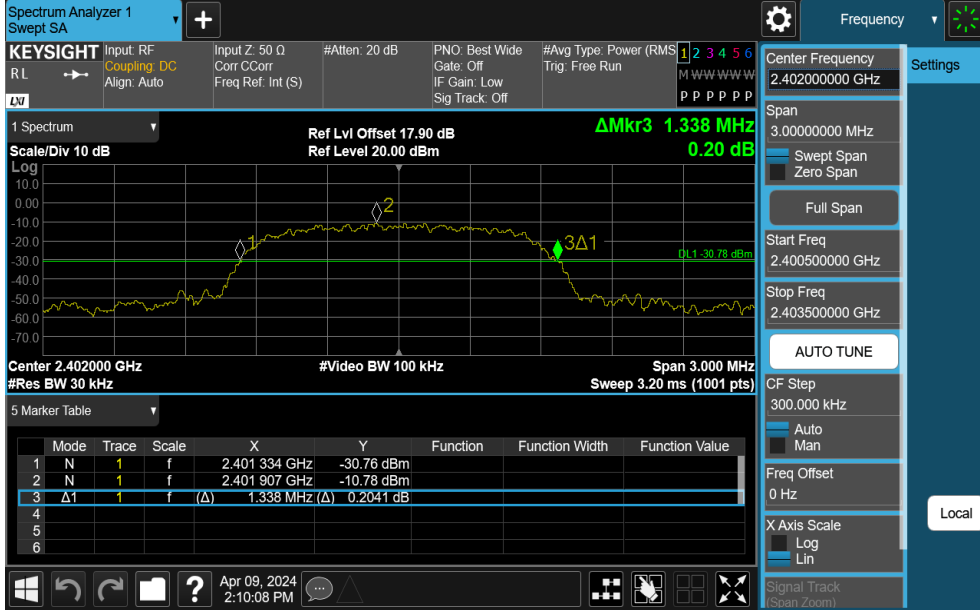 Spectrum Analyzer 1
Swept SA
Frequency
KEYSIGHT
R L
LXI
Input: RF
Coupling: DC
Align: Auto
Input Z: 50 Ω
Corr CCorr
Freq Ref: Int (S)
#Atten: 20 dB
PNO: Best Wide
Gate: Off
IF Gain: Low
Sig Track: Off
#Avg Type: Power (RMS
Trig: Free Run
1 2 3 4 5 6
M W W W W W
P P P P P P
1 Spectrum
Scale/Div 10 dB
Ref Lvl Offset 17.90 dB
Ref Level 20.00 dBm
ΔMkr3 1.338 MHz
0.20 dB
Log
10.0
0.00
-10.0
-20.0
-30.0
-40.0
-50.0
-60.0
-70.0
1
2
3Δ1
DL1 -30.78 dBm
Center 2.402000 GHz
#Video BW 100 kHz
Span 3.000 MHz
#Res BW 30 kHz
Sweep 3.20 ms (1001 pts)
5 Marker Table
Mode Trace Scale X Y Function Function Width Function Value
1 N 1 f 2.401 334 GHz -30.76 dBm
2 N 1 f 2.401 907 GHz -10.78 dBm
3 Δ1 1 f (Δ) 1.338 MHz (Δ) 0.2041 dB
4
5
6
Apr 09, 2024
2:10:08 PM
Center Frequency
2.402000000 GHz
Span
3.00000000 MHz
Swept Span
Zero Span
Full Span
Start Freq
2.400500000 GHz
Stop Freq
2.403500000 GHz
AUTO TUNE
CF Step
300.000 kHz
Auto
Man
Freq Offset
0 Hz
X Axis Scale
Log
Lin
Signal Track
(Span Zoom)
Settings
Local